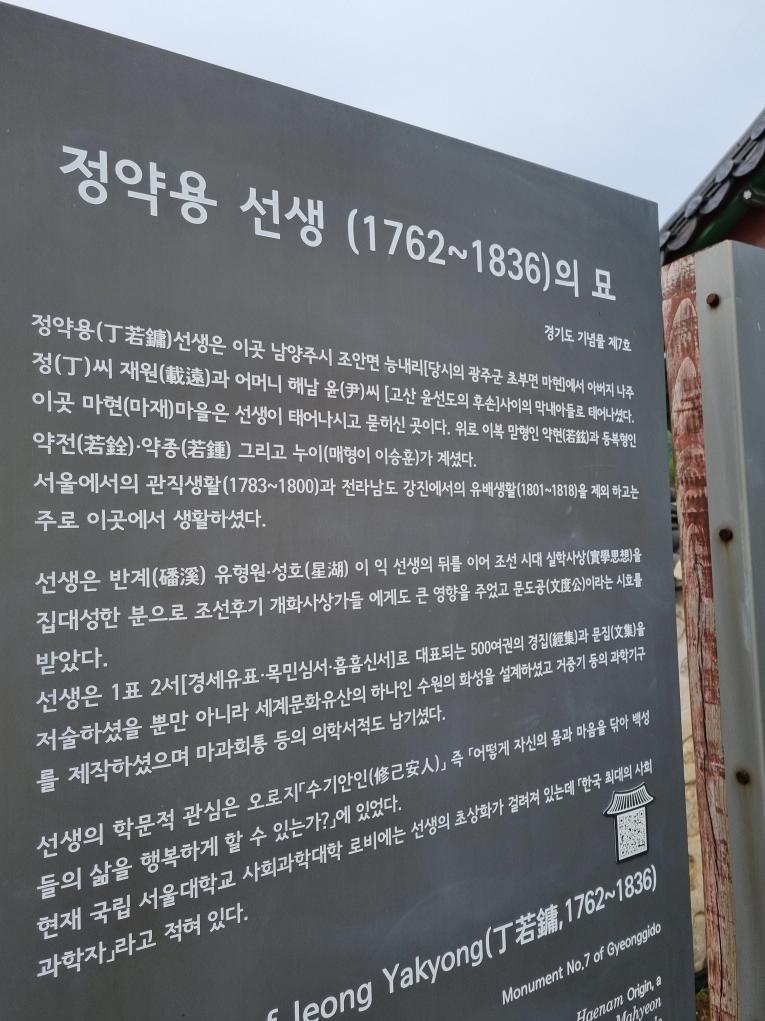 정약용 선생 (1762~1836)의 묘
경기도 기념물 제7호
정약용(丁若鏞)선생은 이곳 남양주시 조안면 능내리[당시의 광주군 초부면 마현]에서 아버지 나주
정(丁)씨 재원(載遠)과 어머니 해남 윤(尹)씨 [고산 윤선도의 후손]사이의 막내아들로 태어나셨다.
이곳 마현(마재)마을은 선생이 태어나시고 묻히신 곳이다. 위로 이복 맏형인 약현(若鉉)과 동복형인
약전(若銓)·약종(若鍾) 그리고 누이(매형이 이승훈)가 계셨다.
서울에서의 관직생활(1783~1800)과 전라남도 강진에서의 유배생활(1801~1818)을 제외 하고는
주로 이곳에서 생활하셨다.
선생은 반계(磻溪) 유형원·성호(星湖) 이 익 선생의 뒤를 이어 조선 시대 실학사상(實學思想)을
집대성한 분으로 조선후기 개화사상가들 에게도 큰 영향을 주었고 문도공(文度公)이라는 시호를
받았다.
선생은 1표 2서[경세유표·목민심서·흠흠신서]로 대표되는 500여권의 경집(經集)과 문집(文集)을
저술하셨을 뿐만 아니라 세계문화유산의 하나인 수원의 화성을 설계하셨고 거중기 등의 과학기구
를 제작하셨으며 마과회통 등의 의학서적도 남기셨다.
선생의 학문적 관심은 오로지「수기안인(修己安人)」 즉 「어떻게 자신의 몸과 마음을 닦아 백성
들의 삶을 행복하게 할 수 있는가?」에 있었다.
현재 국립 서울대학교 사회과학대학 로비에는 선생의 초상화가 걸려져 있는데 「한국 최대의 사회
과학자」라고 적혀 있다.
f Jeong Yakyong(丁若鏞,1762~1836)
Monument No.7 of Gyeonggido
Haenam Origin, a
Mahyeon